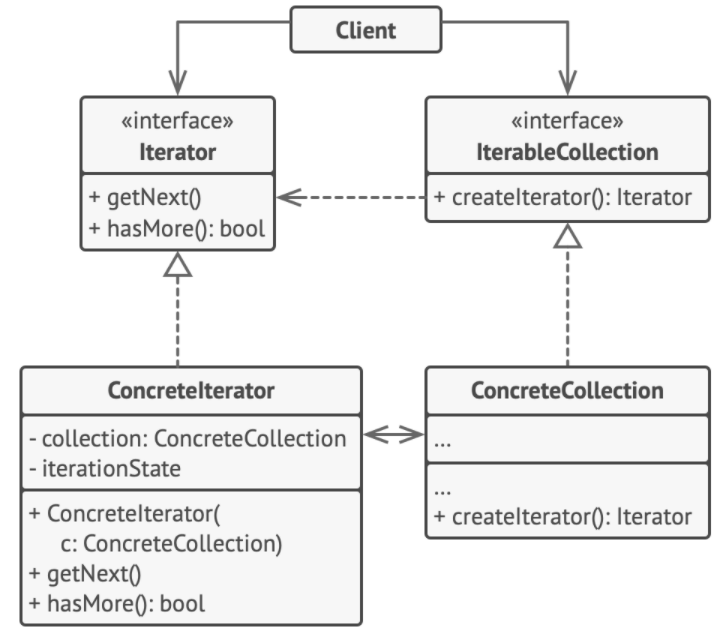 Client
«interface»
Iterator
+ getNext()
+ hasMore(): bool
«interface»
IterableCollection
+ createIterator(): Iterator
ConcreteIterator
- collection: ConcreteCollection
- iterationState
+ ConcreteIterator(
c: ConcreteCollection)
+ getNext()
+ hasMore(): bool
ConcreteCollection
...
...
+ createIterator(): Iterator